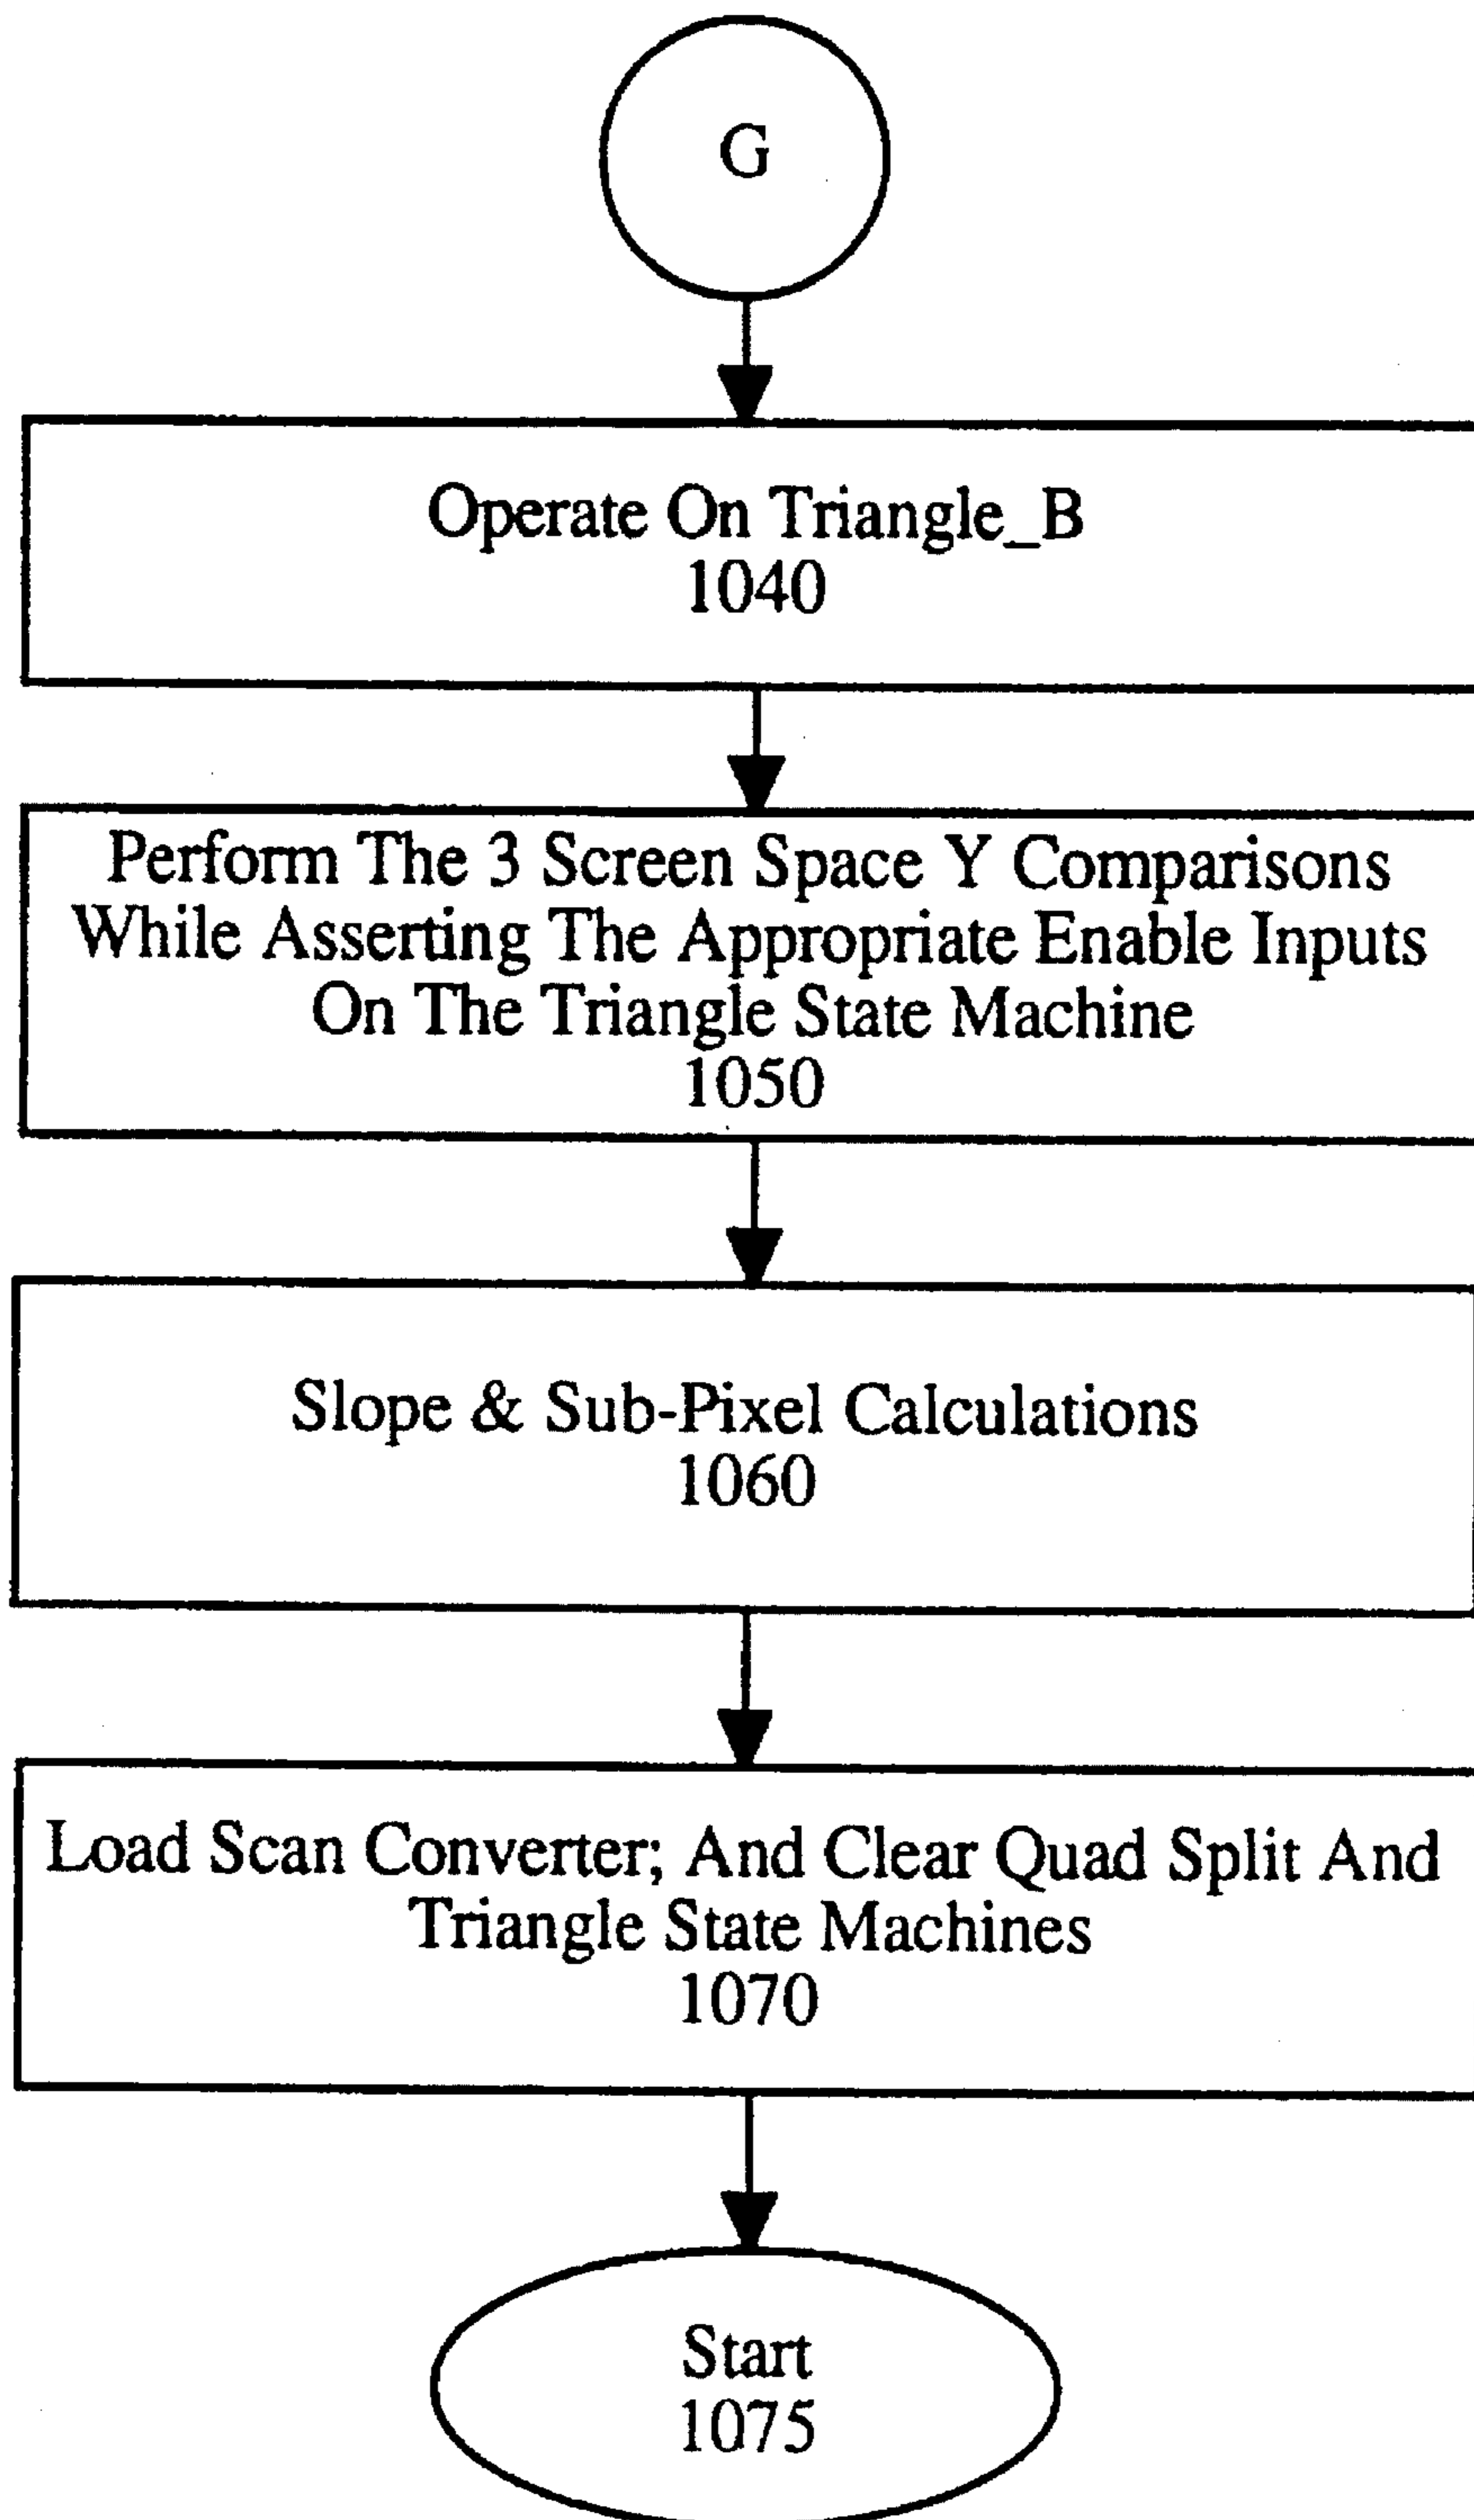 G
Operate On Triangle_B
1040
Perform The 3 Screen Space Y Comparisons
While Asserting The Appropriate Enable Inputs
On The Triangle State Machine
1050
Slope & Sub-Pixel Calculations
1060
Load Scan Converter; And Clear Quad Split And
Triangle State Machines
1070
Start
1075